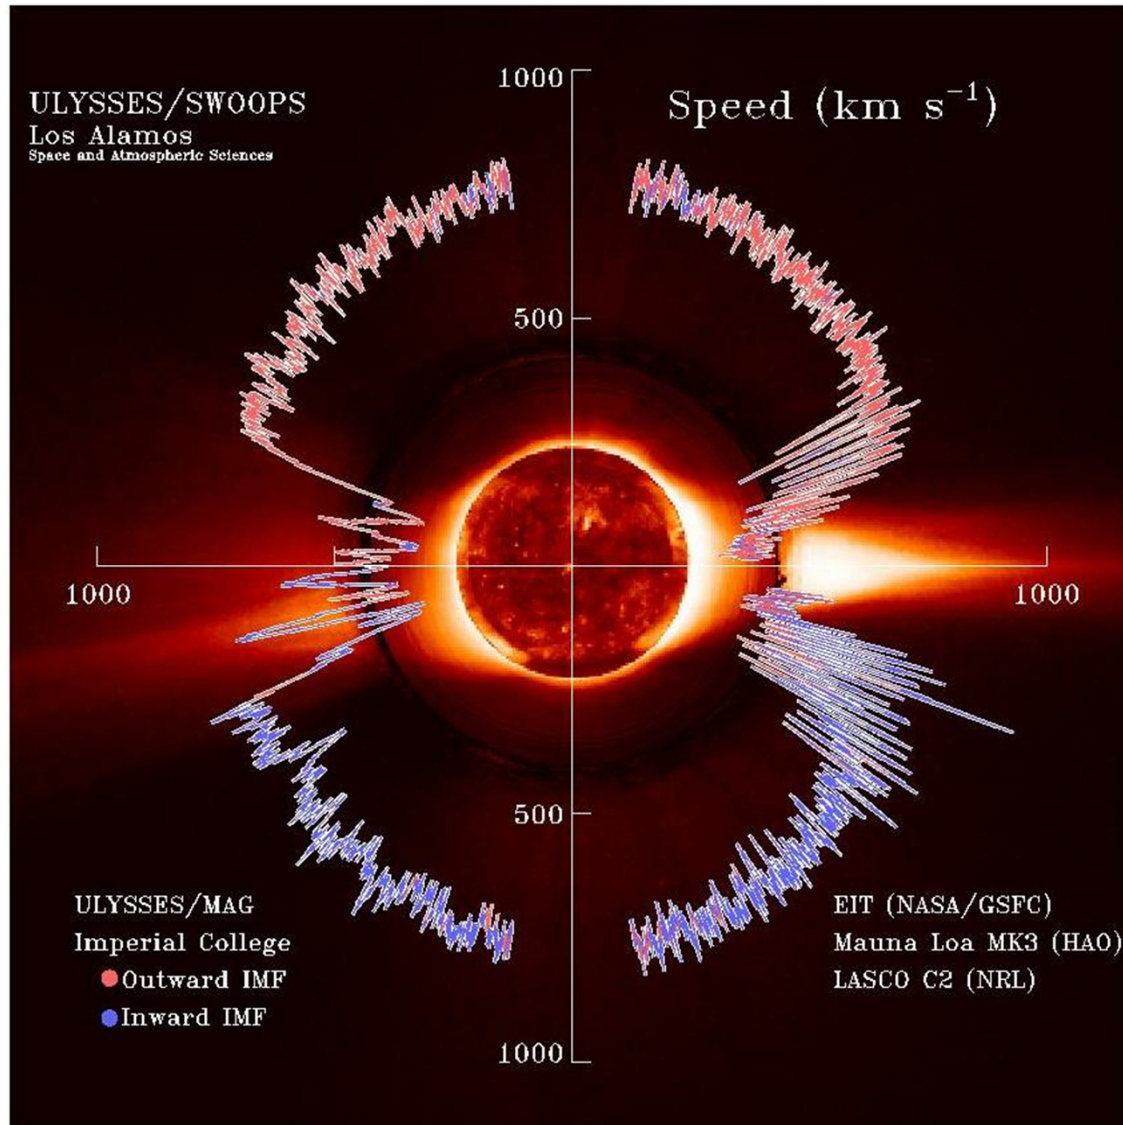 ULYSSES/SWOOPS
Los Alamos
Space and Atmospheric Sciences
Speed (km s⁻¹)
1000
500
1000
1000
500
1000
ULYSSES/MAG
Imperial College
Outward IMF
Inward IMF
EIT (NASA/GSFC)
Mauna Loa MK3 (HAO)
LASCO C2 (NRL)